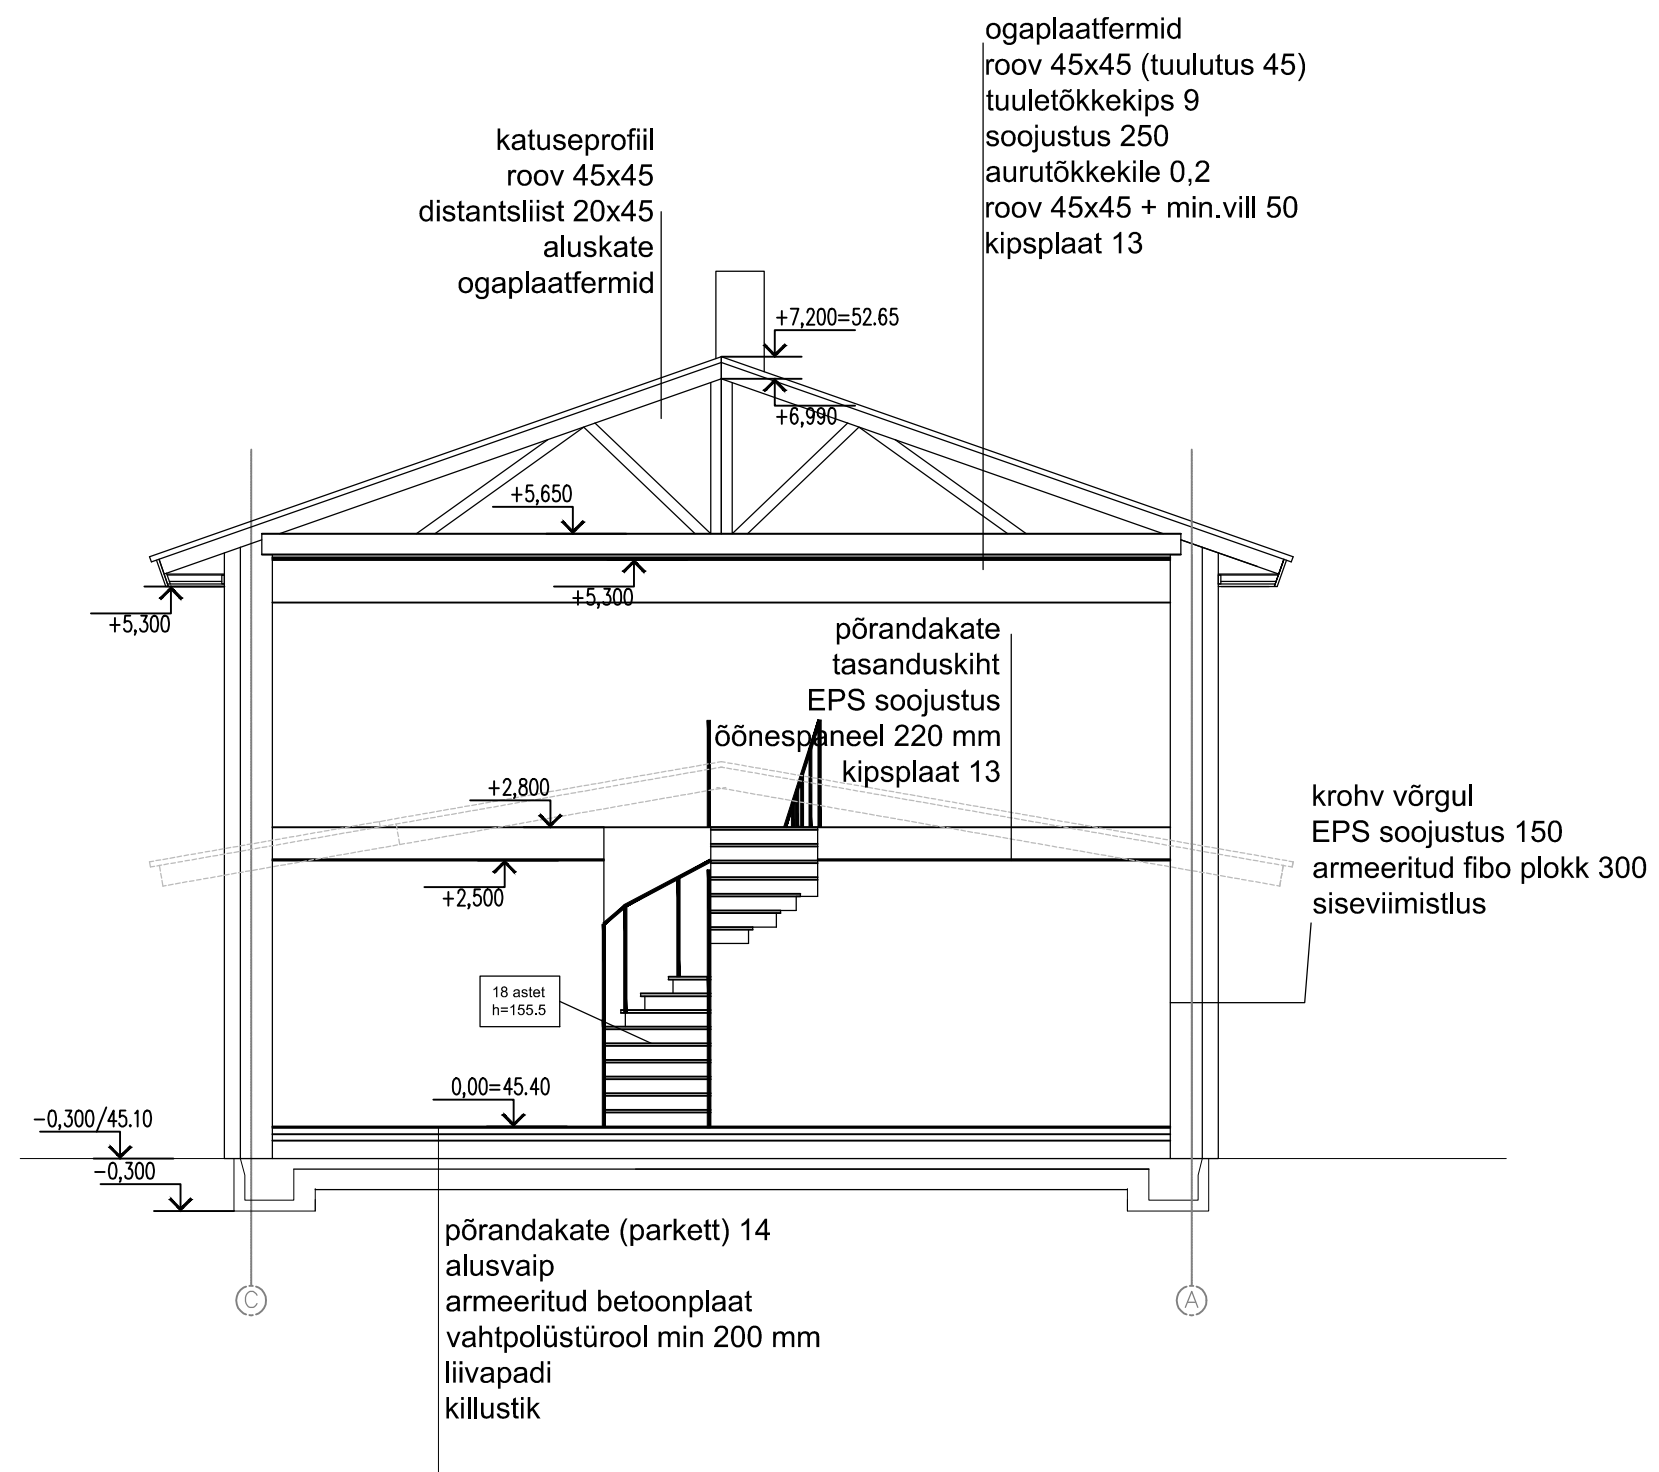 ogaplaatfermid
roov 45x45 (tuulutus 45)
tuuletõkkekips 9
soojustus 250
aurutõkkekile 0,2
roov 45x45 + min.vill 50
kipsplaat 13
katuseprofiil
roov 45x45
distantsliist 20x45
aluskate
ogaplaatfermid
+7,200=52.65
+6,990
+5,650
+5,300
+5,300
põrandakate
tasanduskiht
EPS soojustus
õõnespaneel 220 mm
kipsplaat 13
+2,800
+2,500
krohv võrgul
EPS soojustus 150
armeeritud fibo plokk 300
siseviimistlus
18 astet
h=155.5
0,00=45.40
-0,300/45.10
-0,300
põrandakate (parkett) 14
alusvaip
armeeritud betoonplaat
vahtpolüstürool min 200 mm
liivapadi
killustik
C
A